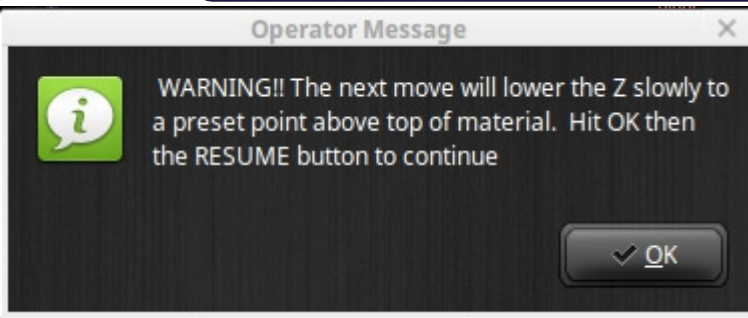 Operator Message
WARNING!! The next move will lower the Z slowly to
a preset point above top of material.  Hit OK then
the RESUME button to continue
OK